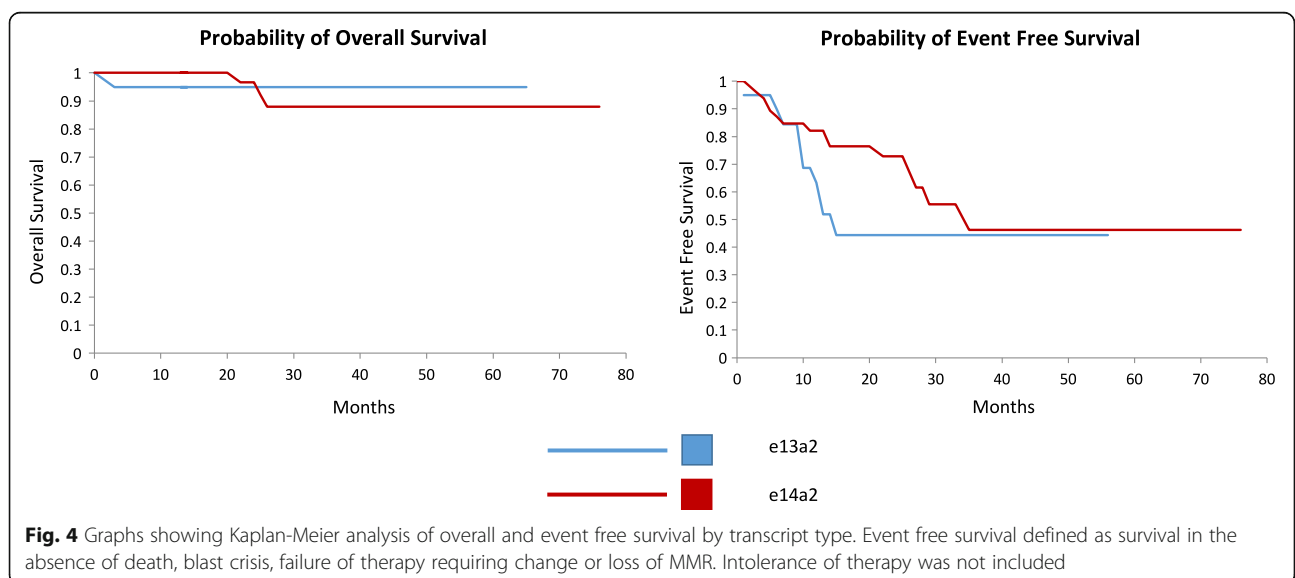 Probability of Overall Survival
1
0.9
0.8
0.7
0.6
0.5
0.4
0.3
0.2
0.1
0
Overall Survival
0 10 20 30 40 50 60 70 80
Months
Probability of Event Free Survival
1
0.9
0.8
0.7
0.6
0.5
0.4
0.3
0.2
0.1
0
Event Free Survival
0 10 20 30 40 50 60 70 80
Months
e13a2
e14a2
Fig. 4 Graphs showing Kaplan-Meier analysis of overall and event free survival by transcript type. Event free survival defined as survival in the
absence of death, blast crisis, failure of therapy requiring change or loss of MMR. Intolerance of therapy was not included